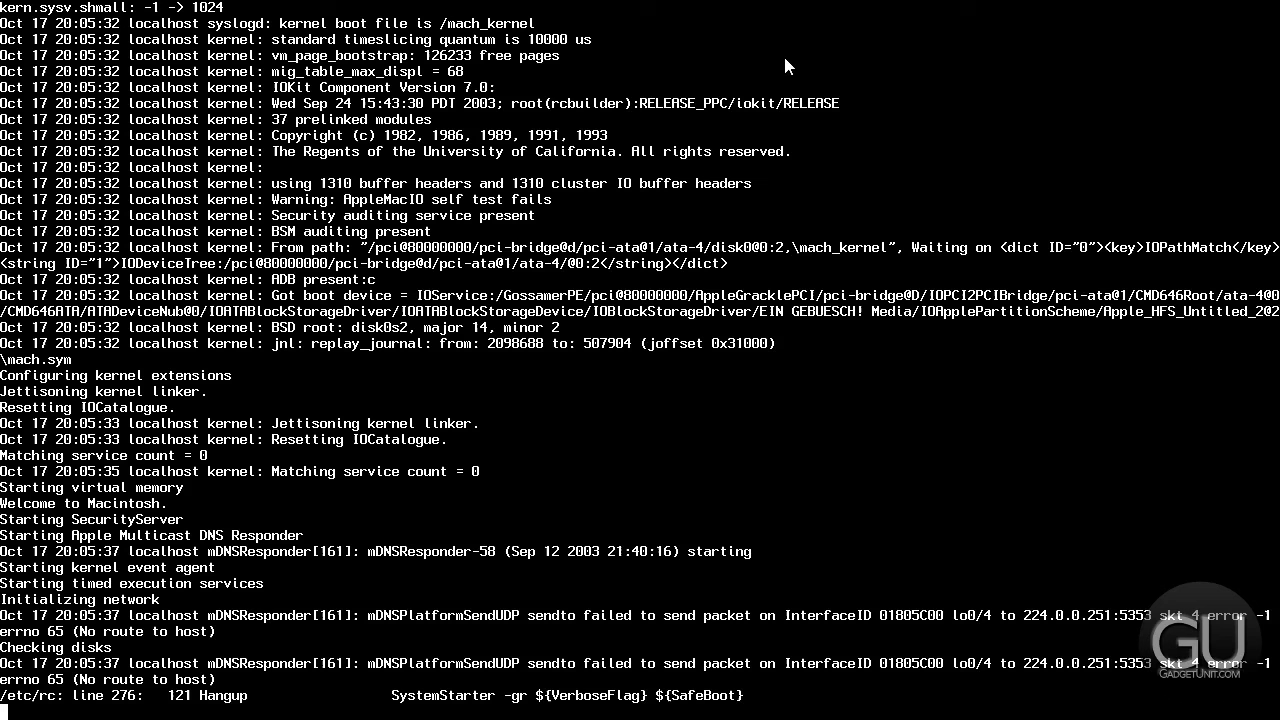 kern.sysv.shmall: -1 -> 1024
Oct 17 20:05:32 localhost syslogd: kernel boot file is /mach_kernel
Oct 17 20:05:32 localhost kernel: standard timeslicing quantum is 10000 us
Oct 17 20:05:32 localhost kernel: vm_page_bootstrap: 126233 free pages
Oct 17 20:05:32 localhost kernel: mig_table_max_displ = 68
Oct 17 20:05:32 localhost kernel: IOKit Component Version 7.0:
Oct 17 20:05:32 localhost kernel: Wed Sep 24 15:43:30 PDT 2003; root(rcbuilder):RELEASE_PPC/iokit/RELEASE
Oct 17 20:05:32 localhost kernel: 37 prelinked modules
Oct 17 20:05:32 localhost kernel: Copyright (c) 1982, 1986, 1989, 1991, 1993
Oct 17 20:05:32 localhost kernel: The Regents of the University of California. All rights reserved.
Oct 17 20:05:32 localhost kernel:
Oct 17 20:05:32 localhost kernel: using 1310 buffer headers and 1310 cluster IO buffer headers
Oct 17 20:05:32 localhost kernel: Warning: AppleMacIO self test fails
Oct 17 20:05:32 localhost kernel: Security auditing service present
Oct 17 20:05:32 localhost kernel: BSM auditing present
Oct 17 20:05:32 localhost kernel: From path: "/pci@80000000/pci-bridge@d/pci-ata@1/ata-4/disk@0:2,\mach_kernel", Waiting on <dict ID="0"><key>IOPathMatch</key>
<string ID="1">IODeviceTree:/pci@80000000/pci-bridge@d/pci-ata@1/ata-4/@0:2</string></dict>
Oct 17 20:05:32 localhost kernel: ADB present:c
Oct 17 20:05:32 localhost kernel: Got boot device = IOService:/GossamerPE/pci@80000000/AppleGracklePCI/pci-bridge@D/IOPCI2PCIBridge/pci-ata@1/CMD646Root/ata-4@0
/CMD646ATA/ATADeviceNub@0/IOATABlockStorageDriver/IOATABlockStorageDevice/IOBlockStorageDriver/EIN GEBUESCH! Media/IOApplePartitionScheme/Apple_HFS_Untitled_2@2
Oct 17 20:05:32 localhost kernel: BSD root: disk0s2, major 14, minor 2
Oct 17 20:05:32 localhost kernel: jnl: replay_journal: from: 2098688 to: 507904 (joffset 0x31000)
\mach.sym
Configuring kernel extensions
Jettisoning kernel linker.
Resetting IOCatalogue.
Oct 17 20:05:33 localhost kernel: Jettisoning kernel linker.
Oct 17 20:05:33 localhost kernel: Resetting IOCatalogue.
Matching service count = 0
Oct 17 20:05:35 localhost kernel: Matching service count = 0
Starting virtual memory
Welcome to Macintosh.
Starting SecurityServer
Starting Apple Multicast DNS Responder
Oct 17 20:05:37 localhost mDNSResponder[161]: mDNSResponder-58 (Sep 12 2003 21:40:16) starting
Starting kernel event agent
Starting timed execution services
Initializing network
Oct 17 20:05:37 localhost mDNSResponder[161]: mDNSPlatformSendUDP sendto failed to send packet on InterfaceID 01805C00 lo0/4 to 224.0.0.251:5353 skt 4 error -1
errno 65 (No route to host)
Checking disks
Oct 17 20:05:37 localhost mDNSResponder[161]: mDNSPlatformSendUDP sendto failed to send packet on InterfaceID 01805C00 lo0/4 to 224.0.0.251:5353 skt 4 error -1
errno 65 (No route to host)
/etc/rc: line 276:   121 Hangup                  SystemStarter -gr ${VerboseFlag} ${SafeBoot}
GU
GADGETUNIT.COM